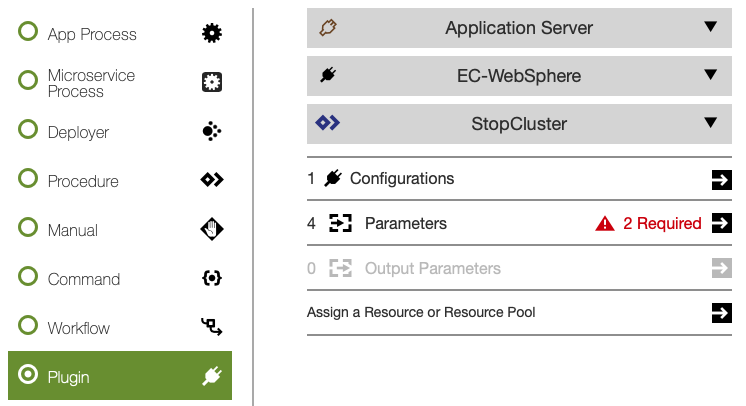 App Process
Microservice
Process
Deployer
Procedure
Manual
Command
Workflow
Plugin
Application Server
EC-WebSphere
StopCluster
1 Configurations
4 Parameters 2 Required
0 Output Parameters
Assign a Resource or Resource Pool